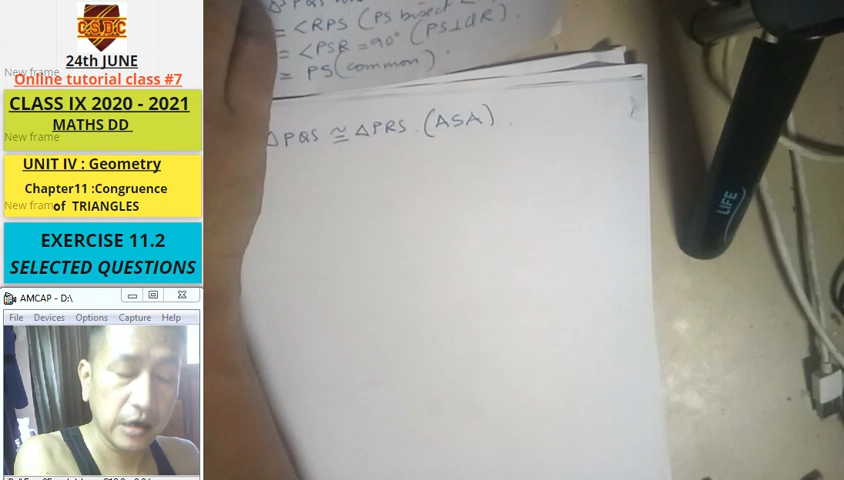 CSDC
24th JUNE
New frame
Online tutorial class #7
CLASS IX 2020 - 2021
MATHS DD
New frame
UNIT IV : Geometry
Chapter11 :Congruence
New fram
of TRIANGLES
EXERCISE 11.2
SELECTED QUESTIONS
AMCAP - D:\
File Devices Options Capture Help
= <RPS (PS bisect <
= <PSR = 90° (PS⊥QR)
= PS (common)
ΔPQS ≅ ΔPRS. (ASA).
LIFE